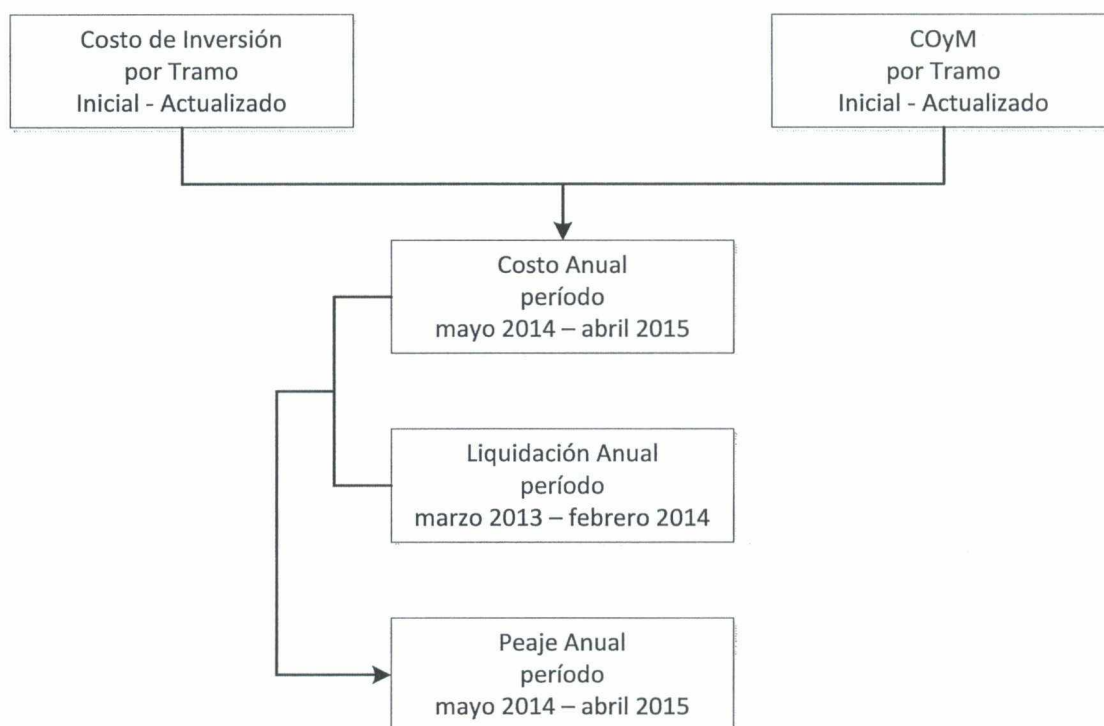 Costo de Inversión
por Tramo
Inicial - Actualizado
COyM
por Tramo
Inicial - Actualizado
Costo Anual
período
mayo 2014 – abril 2015
Liquidación Anual
período
marzo 2013 – febrero 2014
Peaje Anual
período
mayo 2014 – abril 2015